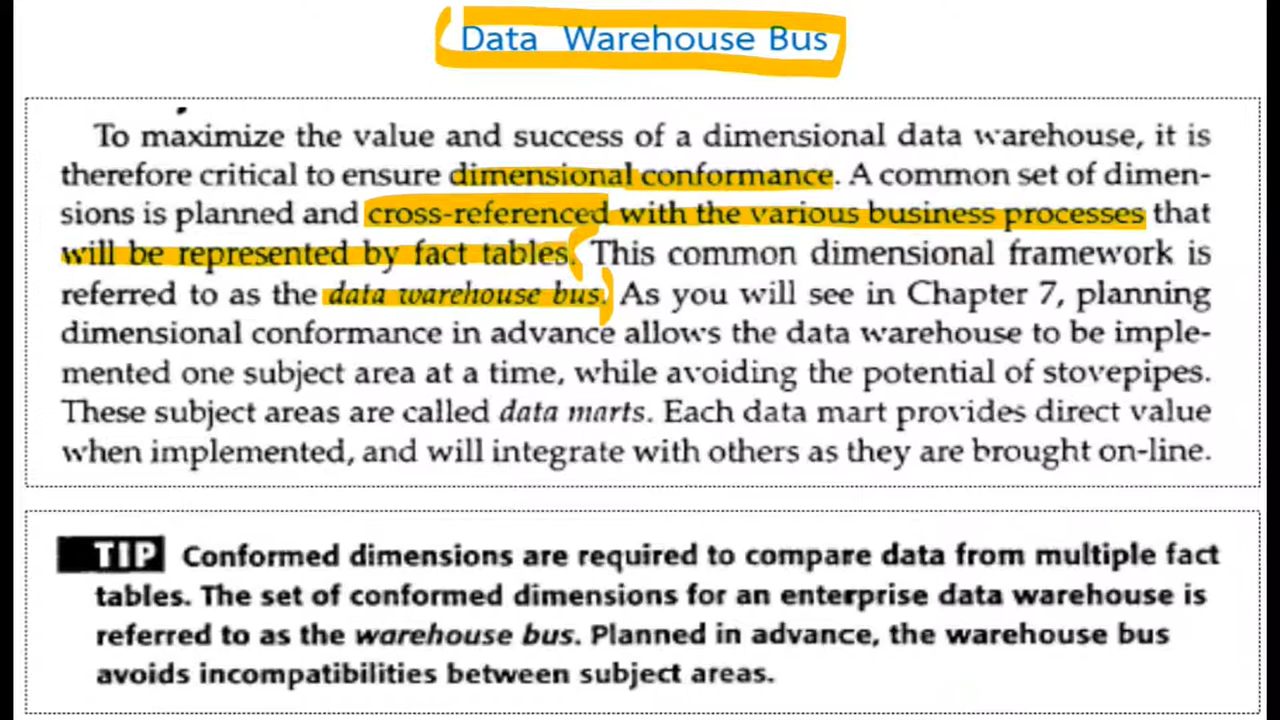 Data Warehouse Bus
To maximize the value and success of a dimensional data warehouse, it is
therefore critical to ensure dimensional conformance. A common set of dimen-
sions is planned and cross-referenced with the various business processes that
will be represented by fact tables. This common dimensional framework is
referred to as the data warehouse bus. As you will see in Chapter 7, planning
dimensional conformance in advance allows the data warehouse to be imple-
mented one subject area at a time, while avoiding the potential of stovepipes.
These subject areas are called data marts. Each data mart provides direct value
when implemented, and will integrate with others as they are brought on-line.
TIP Conformed dimensions are required to compare data from multiple fact
tables. The set of conformed dimensions for an enterprise data warehouse is
referred to as the warehouse bus. Planned in advance, the warehouse bus
avoids incompatibilities between subject areas.